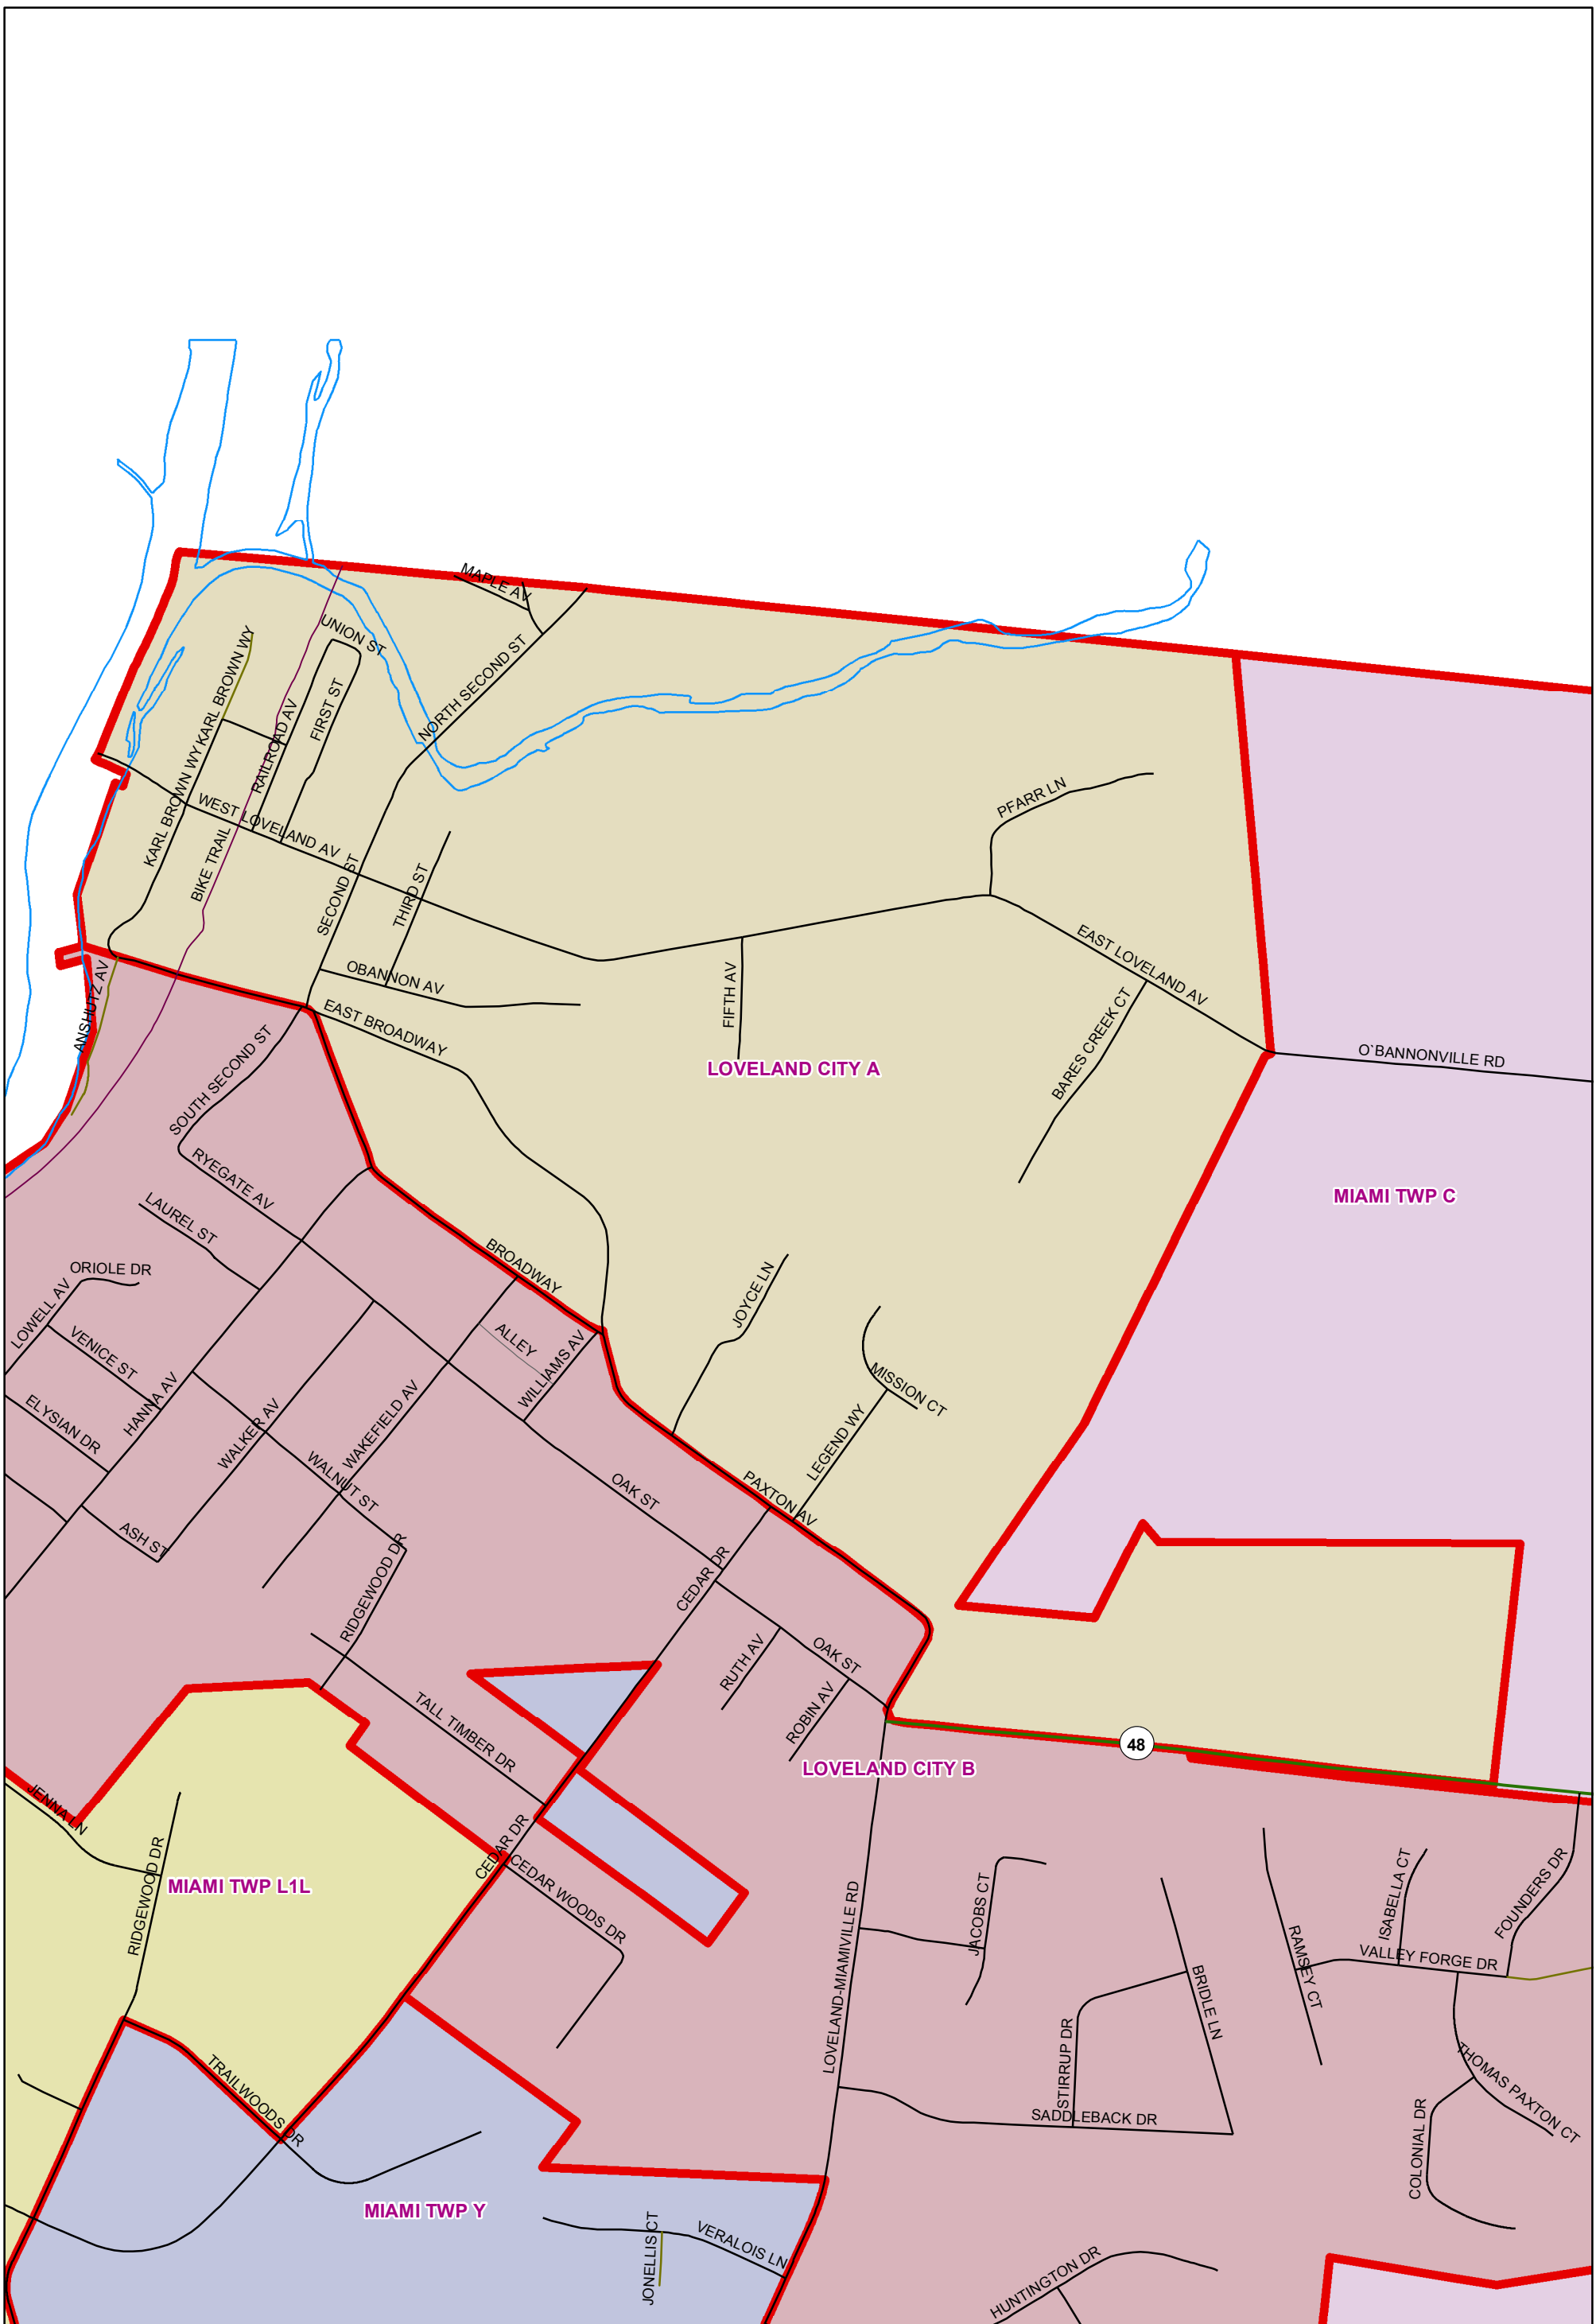 MAPLE AV
UNION ST
KARL BROWN WY
NORTH SECOND ST
FIRST ST
RAILROAD AV
KARL BROWN WY
WEST LOVELAND AV
PFARR LN
BIKE TRAIL
SECOND ST
THIRD ST
EAST LOVELAND AV
OBANNON AV
FIFTH AV
ANSHUTZ AV
EAST BROADWAY
BARES CREEK CT
O`BANNONVILLE RD
LOVELAND CITY A
SOUTH SECOND ST
RYEGATE AV
MIAMI TWP C
LAUREL ST
BROADWAY
ORIOLE DR
LOWELL AV
JOYCE LN
VENICE ST
ALLEY
WILLIAMS AV
MISSION CT
HANNA AV
ELYSIAN DR
WALKER AV
WAKEFIELD AV
LEGEND WY
WALNUT ST
OAK ST
PAXTON AV
ASH ST
RIDGEWOOD DR
CEDAR DR
RUTH AV
OAK ST
ROBIN AV
TALL TIMBER DR
48
LOVELAND CITY B
JENNA LN
CEDAR DR
RIDGEWOOD DR
MIAMI TWP L1L
CEDAR WOODS DR
LOVELAND-MIAMIVILLE RD
JACOBS CT
ISABELLA CT
FOUNDERS DR
RAMSEY CT
VALLEY FORGE DR
BRIDLE LN
STIRRUP DR
THOMAS PAXTON CT
TRAILWOODS DR
SADDLEBACK DR
COLONIAL DR
MIAMI TWP Y
JONELLIS CT
VERALOIS LN
HUNTINGTON DR